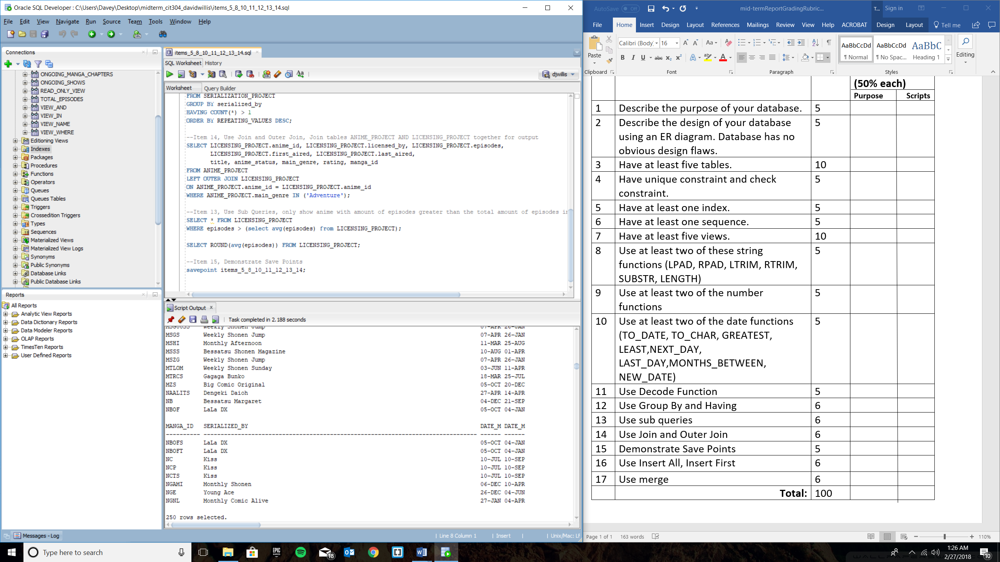 Oracle SQL Developer : C:\Users\Davey\Desktop\midterm_cit304_davidwillis\items_5_8_10_11_12_13_14.sql
File Edit View Navigate Run Source Team Tools Window Help
Connections
ONGOING_MANGA_CHAPTERS
ONGOING_SHOWS
READ_ONLY_VIEW
TOTAL_EPISODES
VIEW_AND
VIEW_IN
VIEW_NAME
VIEW_WHERE
Editioning Views
Indexes
Packages
Procedures
Functions
Operators
Queues
Queues Tables
Triggers
Crossedition Triggers
Types
Sequences
Materialized Views
Materialized View Logs
Synonyms
Public Synonyms
Database Links
Public Database Links
Reports
All Reports
Analytic View Reports
Data Dictionary Reports
Data Modeler Reports
OLAP Reports
TimesTen Reports
User Defined Reports
Messages - Log
items_5_8_10_11_12_13_14.sql
SQL Worksheet History
djwillis
Worksheet Query Builder
FROM SERIALIZATION_PROJECT
GROUP BY serialized_by
HAVING COUNT(*) > 1
ORDER BY REPEATING_VALUES DESC;
--Item 14, Use Join and Outer Join, Join tables ANIME_PROJECT AND LICENSING_PROJECT together for output
SELECT LICENSING_PROJECT.anime_id, LICENSING_PROJECT.licensed_by, LICENSING_PROJECT.episodes,
LICENSING_PROJECT.first_aired, LICENSING_PROJECT.last_aired,
title, anime_status, main_genre, rating, manga_id
FROM ANIME_PROJECT
LEFT OUTER JOIN LICENSING_PROJECT
ON ANIME_PROJECT.anime_id = LICENSING_PROJECT.anime_id
WHERE ANIME_PROJECT.main_genre IN ('Adventure');
--Item 13, Use Sub Queries, only show anime with amount of episodes greater than the total amount of episodes
SELECT * FROM LICENSING_PROJECT
WHERE episodes > (select avg(episodes) from LICENSING_PROJECT);
SELECT ROUND(avg(episodes)) FROM LICENSING_PROJECT;
--Item 15, Demonstrate Save Points
savepoint items_5_8_10_11_12_13_14;
Script Output
Task completed in 2.188 seconds
Weekly Shonen Jump 07-APR 26-JAN
MSGS Weekly Shonen Jump 07-APR 26-JAN
MSHI Monthly Afternoon 11-MAR 25-AUG
MSSS Bessatsu Shonen Magazine 10-AUG 01-APR
MSZG Weekly Shonen Jump 07-APR 26-JAN
MTLOM Weekly Shonen Sunday 03-JUN 11-APR
MTRCS Gagaga Bunko 18-MAR 25-JUL
MZS Big Comic Original 05-OCT 20-DEC
NAALITS Dengeki Daioh 27-APR 14-APR
NB Bessatsu Margaret 04-DEC 21-SEP
NBOF LaLa DX 05-OCT 04-JAN
MANGA_ID SERIALIZED_BY DATE_M DATE_M
---------- -------------------------------------------------------------------------------- ------ ------
NBOFS LaLa DX 05-OCT 04-JAN
NBOFT LaLa DX 05-OCT 04-JAN
NC Kiss 10-JUL 10-SEP
NCP Kiss 10-JUL 10-SEP
NCTS Kiss 10-JUL 10-SEP
NGAMI Monthly Shonen 06-DEC 10-APR
NGE Young Ace 26-DEC 04-JUN
NGNL Monthly Comic Alive 27-JAN 04-APR
250 rows selected.
Line 8 Column 1 Insert Unix/Mac: LF
AutoSave Off mid-termReportGradingRubric... T... Sign in
File Home Insert Design Layout References Mailings Review View Help ACROBAT Design Layout Tell me
Paste
Calibri (Body) 16
AaBbCcDd AaBbCcDd AaBbC
¶ Normal ¶ No Spac... Heading 1
Editing
Clipboard Font Paragraph Styles
(50% each)
Purpose Scripts
1 Describe the purpose of your database. 5
2 Describe the design of your database 5
using an ER diagram. Database has no
obvious design flaws.
3 Have at least five tables. 10
4 Have unique constraint and check 5
constraint.
5 Have at least one index. 5
6 Have at least one sequence. 5
7 Have at least five views. 10
8 Use at least two of these string 5
functions (LPAD, RPAD, LTRIM, RTRIM,
SUBSTR, LENGTH)
9 Use at least two of the number 5
functions
10 Use at least two of the date functions 5
(TO_DATE, TO_CHAR, GREATEST,
LEAST,NEXT_DAY,
LAST_DAY,MONTHS_BETWEEN,
NEW_DATE)
11 Use Decode Function 5
12 Use Group By and Having 6
13 Use sub queries 6
14 Use Join and Outer Join 6
15 Demonstrate Save Points 5
16 Use Insert All, Insert First 6
17 Use merge 6
Total: 100
Page 1 of 1 163 words 110%
Type here to search
EPIC GAMES
18
1:26 AM
2/27/2018
10